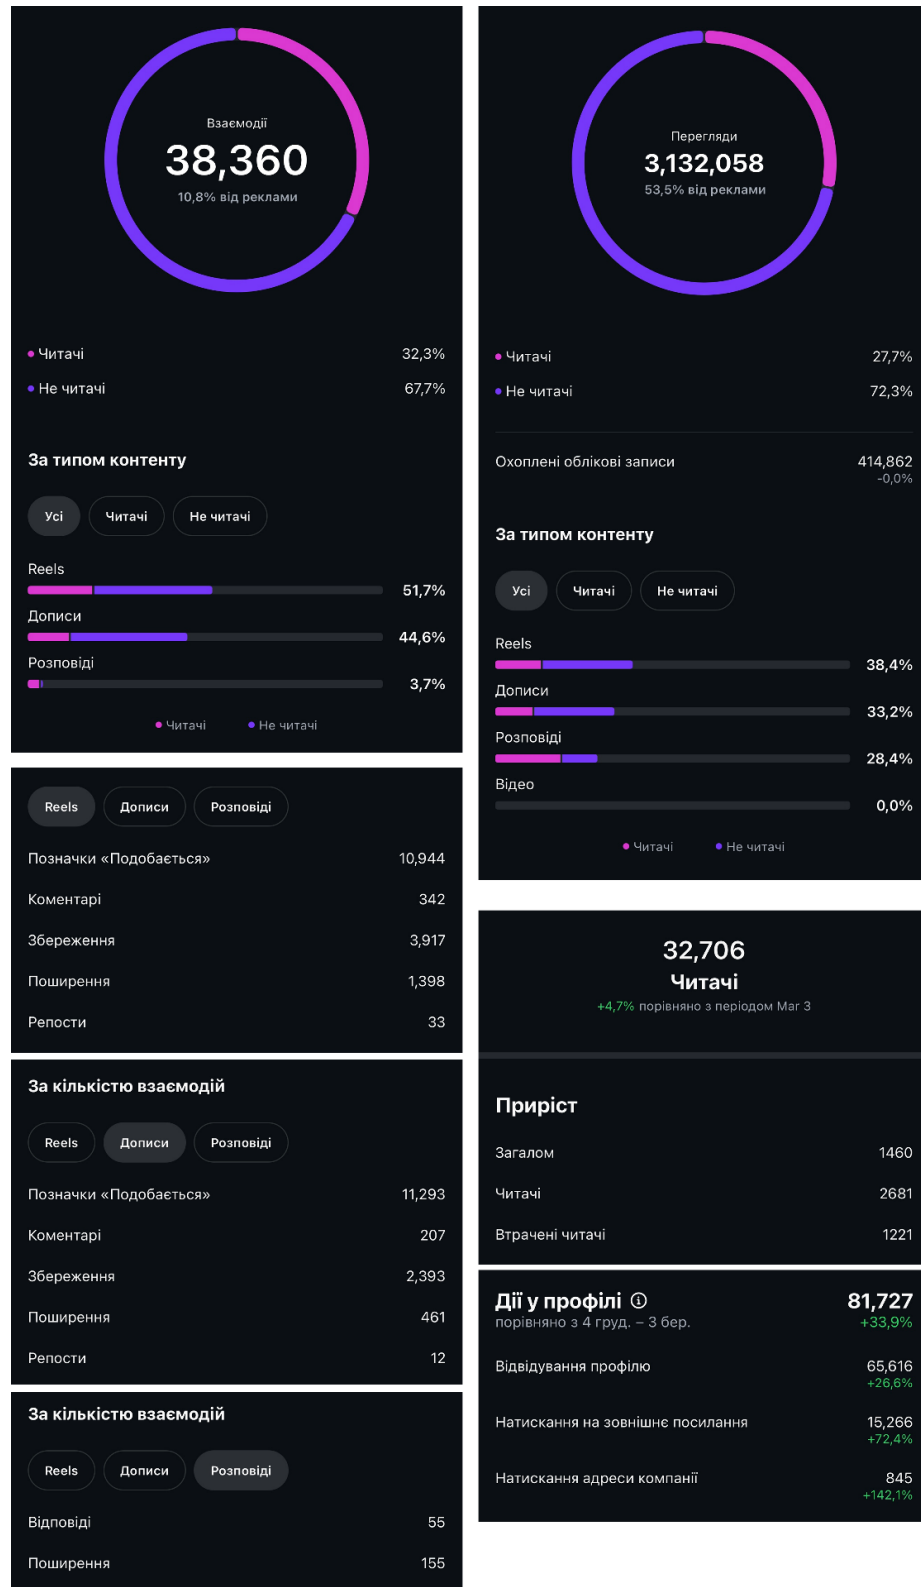 Взаємодії
38,360
10,8% від реклами
Читачі 32,3%
Не читачі 67,7%
За типом контенту
Усі Читачі Не читачі
Reels
51,7%
Дописи
44,6%
Розповіді
3,7%
Читачі Не читачі
Reels Дописи Розповіді
Позначки «Подобається» 10,944
Коментарі 342
Збереження 3,917
Поширення 1,398
Репости 33
За кількістю взаємодій
Reels Дописи Розповіді
Позначки «Подобається» 11,293
Коментарі 207
Збереження 2,393
Поширення 461
Репости 12
За кількістю взаємодій
Reels Дописи Розповіді
Відповіді 55
Поширення 155
Перегляди
3,132,058
53,5% від реклами
Читачі 27,7%
Не читачі 72,3%
Охоплені облікові записи 414,862
-0,0%
За типом контенту
Усі Читачі Не читачі
Reels
38,4%
Дописи
33,2%
Розповіді
28,4%
Відео
0,0%
Читачі Не читачі
32,706
Читачі
+4,7% порівняно з періодом Mar 3
Приріст
Загалом 1460
Читачі 2681
Втрачені читачі 1221
Дії у профілі 81,727
порівняно з 4 груд. – 3 бер. +33,9%
Відвідування профілю 65,616
+26,6%
Натискання на зовнішнє посилання 15,266
+72,4%
Натискання адреси компанії 845
+142,1%